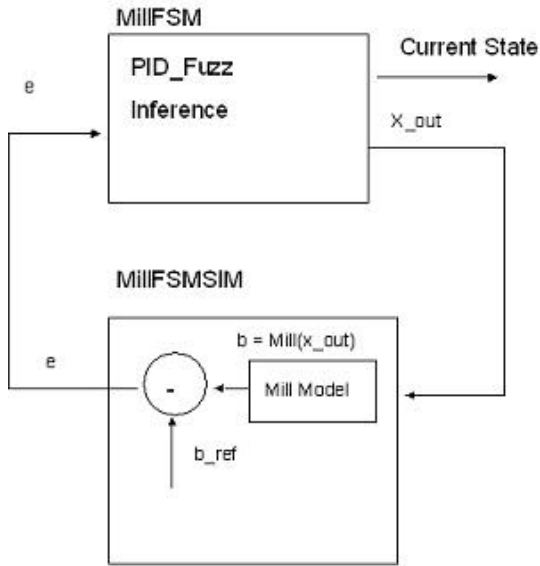 MillFSM
PID_Fuzz
Inference
Current State
e
X_out
MillFSMSIM
b = Mill(x_out)
e
-
Mill Model
b_ref